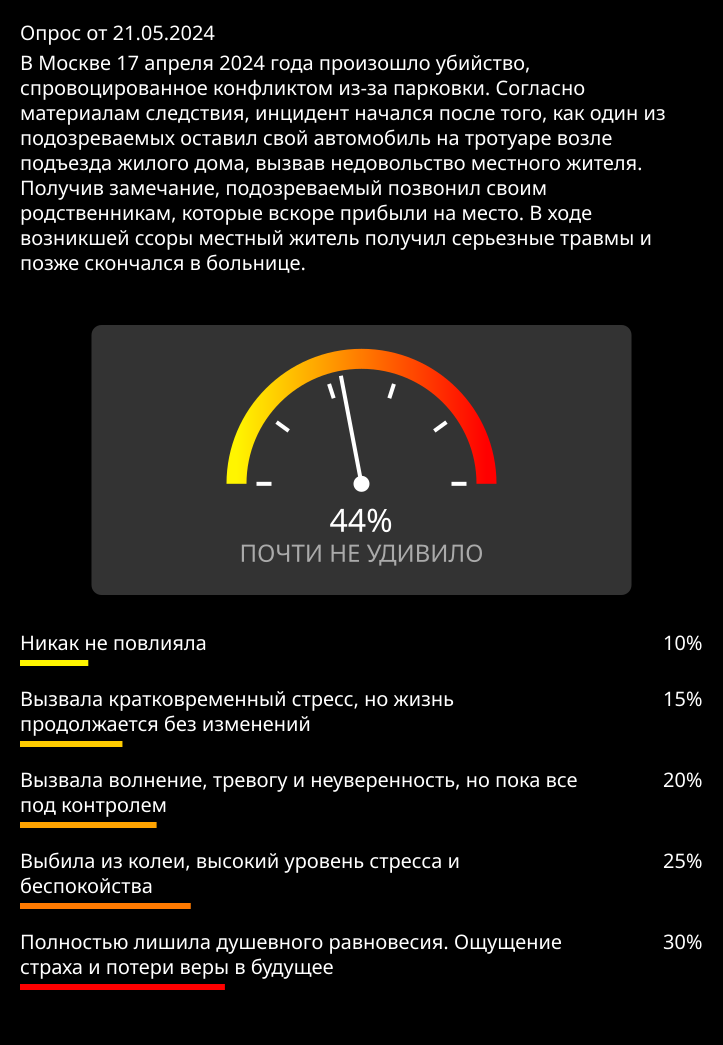 Опрос от 21.05.2024
В Москве 17 апреля 2024 года произошло убийство,
спровоцированное конфликтом из-за парковки. Согласно
материалам следствия, инцидент начался после того, как один из
подозреваемых оставил свой автомобиль на тротуаре возле
подъезда жилого дома, вызвав недовольство местного жителя.
Получив замечание, подозреваемый позвонил своим
родственникам, которые вскоре прибыли на место. В ходе
возникшей ссоры местный житель получил серьезные травмы и
позже скончался в больнице.
44%
ПОЧТИ НЕ УДИВИЛО
Никак не повлияла 10%
Вызвала кратковременный стресс, но жизнь 15%
продолжается без изменений
Вызвала волнение, тревогу и неуверенность, но пока все 20%
под контролем
Выбила из колеи, высокий уровень стресса и 25%
беспокойства
Полностью лишила душевного равновесия. Ощущение 30%
страха и потери веры в будущее